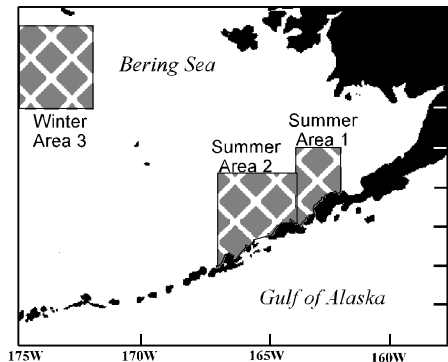 Bering Sea
Winter
Area 3
Summer
Area 2
Summer
Area 1
Gulf of Alaska
175W 170W 165W 160W